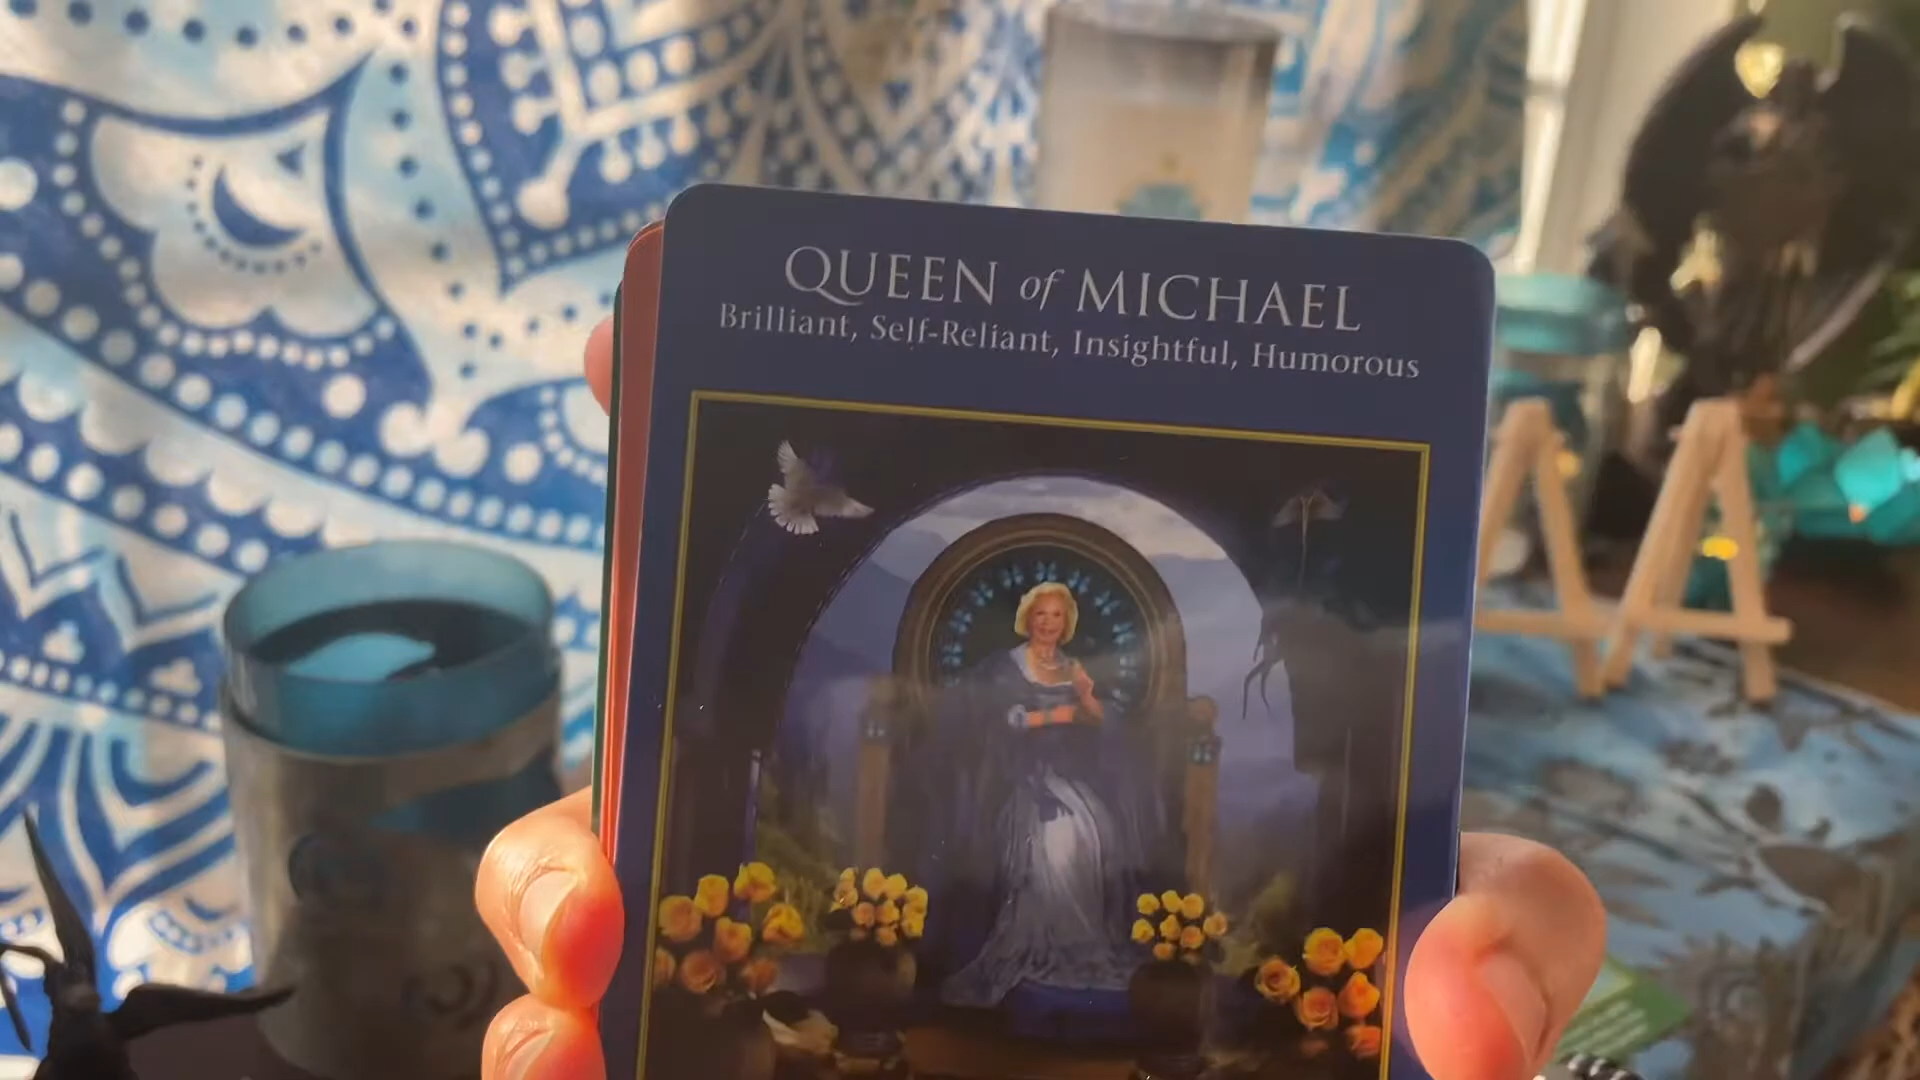 QUEEN of MICHAEL
Brilliant, Self-Reliant, Insightful, Humorous